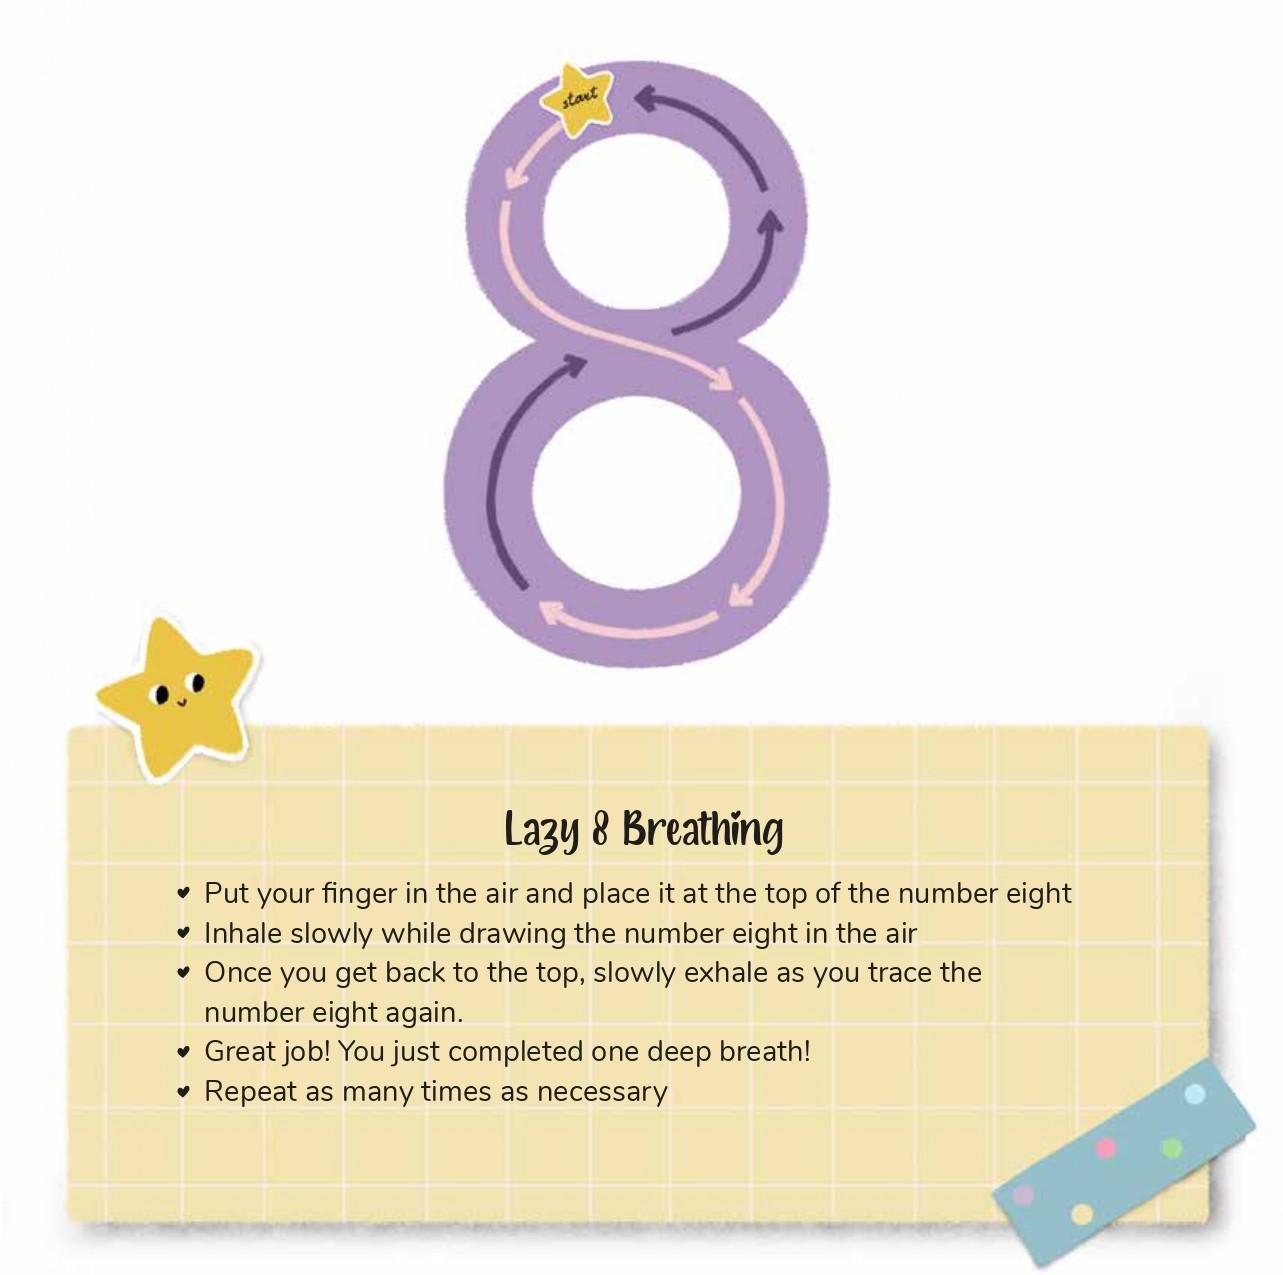 start
Lazy 8 Breathing
Put your finger in the air and place it at the top of the number eight
Inhale slowly while drawing the number eight in the air
Once you get back to the top, slowly exhale as you trace the
number eight again.
Great job! You just completed one deep breath!
Repeat as many times as necessary